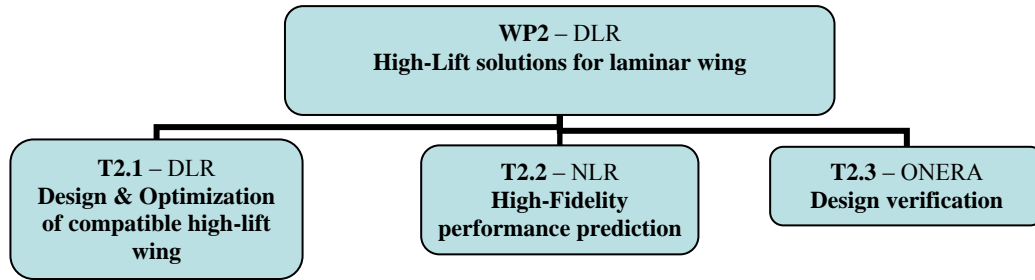 WP2 – DLR
High-Lift solutions for laminar wing
T2.1 – DLR
Design & Optimization
of compatible high-lift
wing
T2.2 – NLR
High-Fidelity
performance prediction
T2.3 – ONERA
Design verification